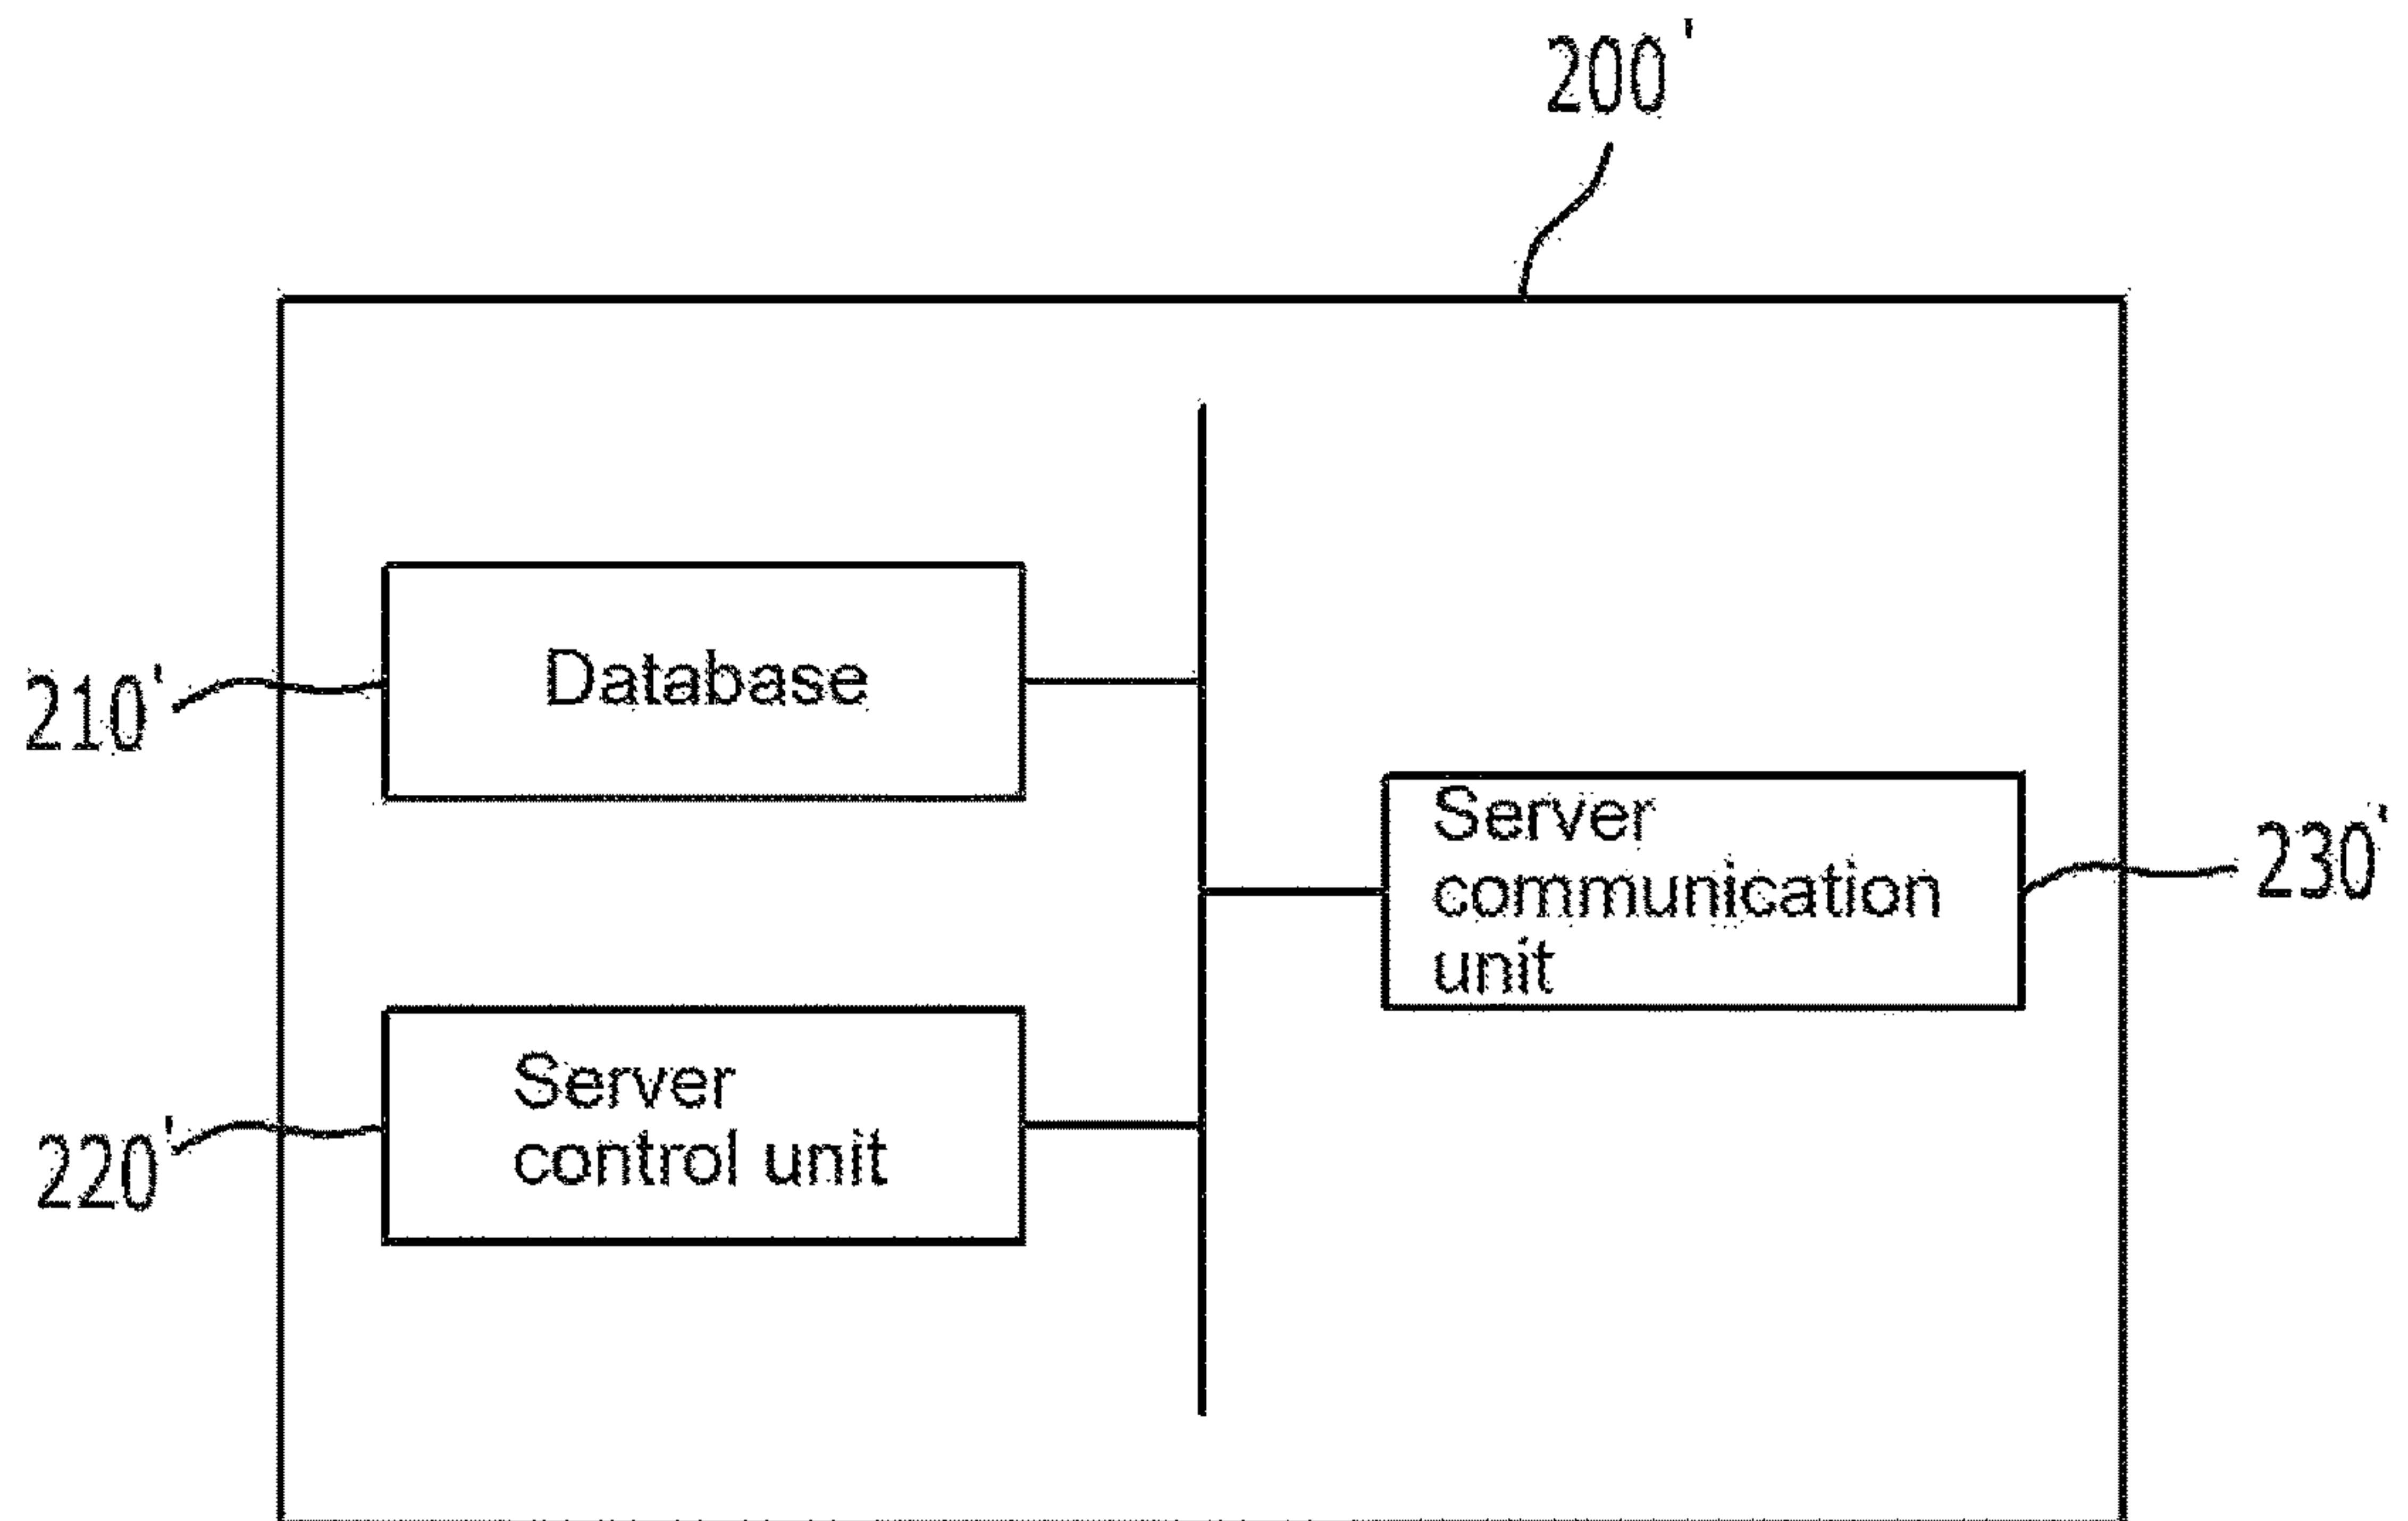 200'
210'
Database
Server
communication
unit
230'
220'
Server
control unit